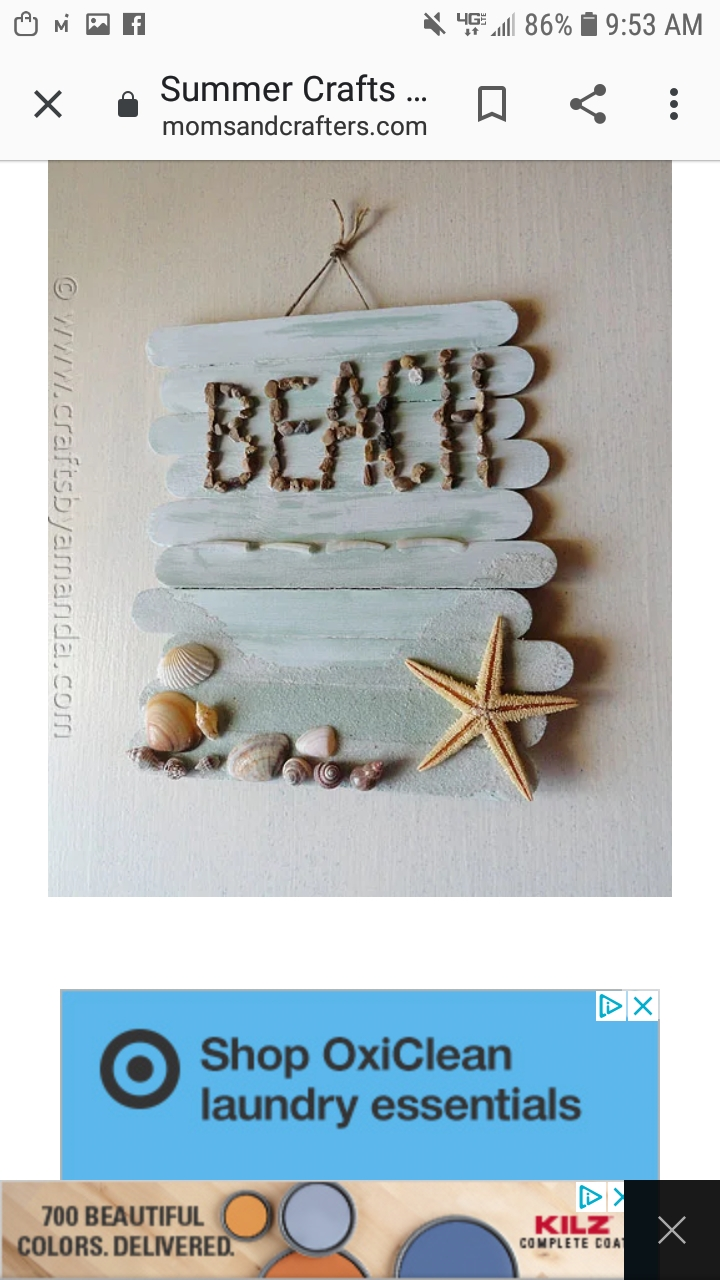 4GE 86% 9:53 AM
Summer Crafts ...
momsandcrafters.com
© www.craftsbyamanda.com
BEACH
Shop OxiClean
laundry essentials
700 BEAUTIFUL
COLORS. DELIVERED.
KILZ
COMPLETE COAT